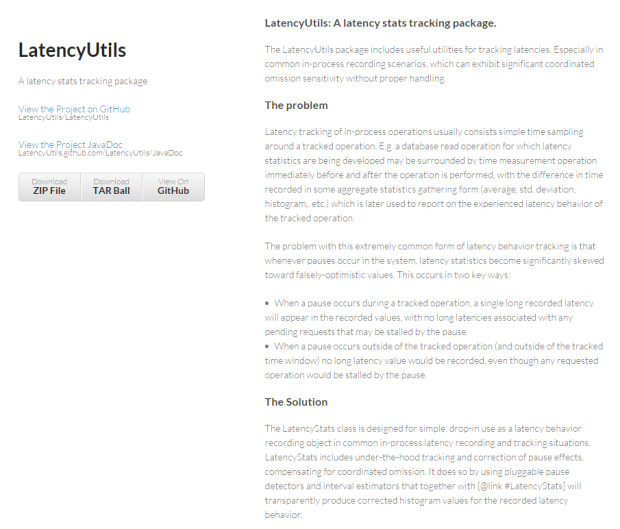 LatencyUtils
A latency stats tracking package
View the Project on GitHub
LatencyUtils/LatencyUtils
View the Project JavaDoc
LatencyUtils.github.com/LatencyUtils/JavaDoc
Download
ZIP File
Download
TAR Ball
View On
GitHub
LatencyUtils: A latency stats tracking package.
The LatencyUtils package includes useful utilities for tracking latencies. Especially in
common in-process recording scenarios, which can exhibit significant coordinated
omission sensitivity without proper handling.
The problem
Latency tracking of in-process operations usually consists simple time sampling
around a tracked operation. E.g. a database read operation for which latency
statistics are being developed may be surrounded by time measurement operation
immediately before and after the operation is performed, with the difference in time
recorded in some aggregate statistics gathering form (average, std. deviation,
histogram,. etc.) which is later used to report on the experienced latency behavior of
the tracked operation.
The problem with this extremely common form of latency behavior tracking is that
whenever pauses occur in the system, latency statistics become significantly skewed
toward falsely-optimistic values. This occurs in two key ways:
• When a pause occurs during a tracked operation, a single long recorded latency
will appear in the recorded values, with no long latencies associated with any
pending requests that may be stalled by the pause.
• When a pause occurs outside of the tracked operation (and outside of the tracked
time window) no long latency value would be recorded, even though any requested
operation would be stalled by the pause.
The Solution
The LatencyStats class is designed for simple, drop-in use as a latency behavior
recording object in common in-process latency recording and tracking situations.
LatencyStats includes under-the-hood tracking and correction of pause effects,
compensating for coordinated omission. It does so by using pluggable pause
detectors and interval estimators that together with {@link #LatencyStats} will
transparently produce corrected histogram values for the recorded latency
behavior.